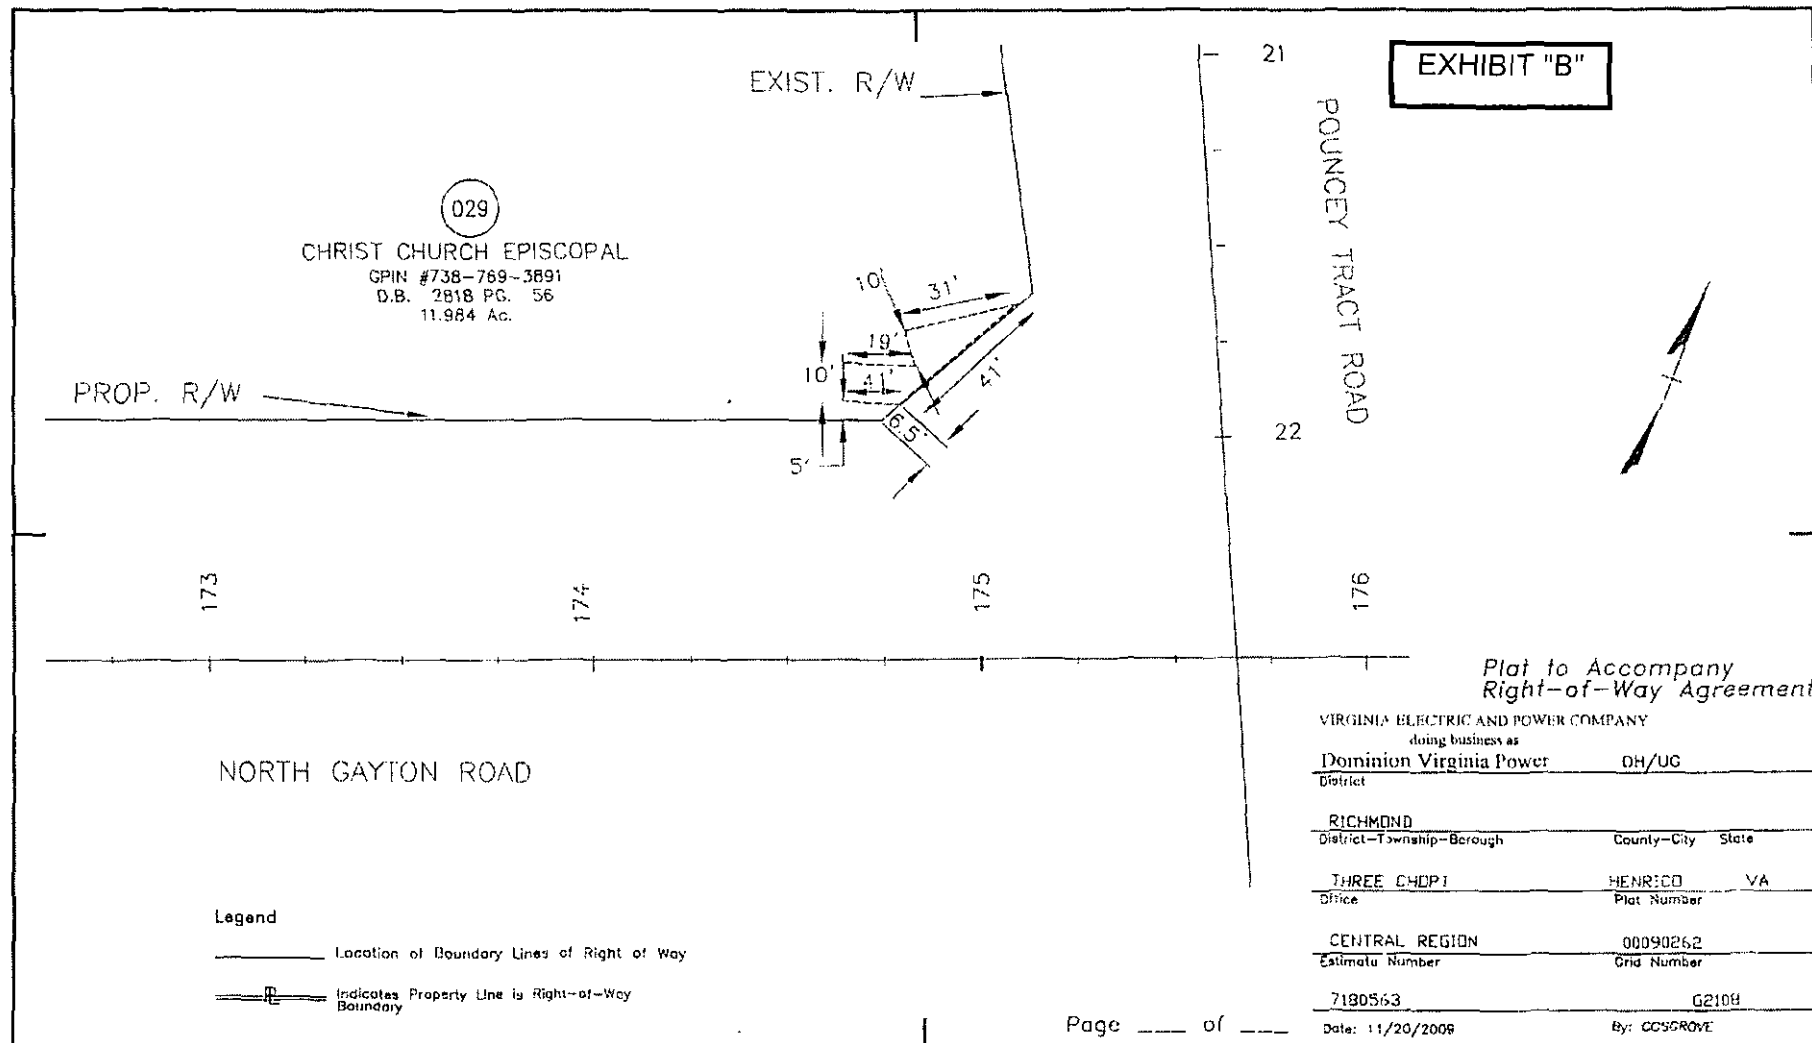 EXHIBIT "B"
EXIST. R/W
21
POUNCEY TRACT ROAD
029
CHRIST CHURCH EPISCOPAL
GPIN #738-769-3891
D.B. 2818 PG. 56
11.984 Ac.
10'
31'
19'
10'
41'
41'
PROP. R/W
6.5'
5'
22
173
174
175
176
NORTH GAYTON ROAD
Plat to Accompany
Right-of-Way Agreement
VIRGINIA ELECTRIC AND POWER COMPANY
doing business as
Dominion Virginia Power OH/UG
District
RICHMOND
District-Township-Borough County-City State
THREE CHOPT HENRICO VA
Office Plat Number
CENTRAL REGION 00090262
Estimate Number Grid Number
7180563 G2108
Date: 11/20/2009 By: COSGROVE
Legend
Location of Boundary Lines of Right of Way
Indicates Property Line is Right-of-Way
Boundary
Page ___ of ___